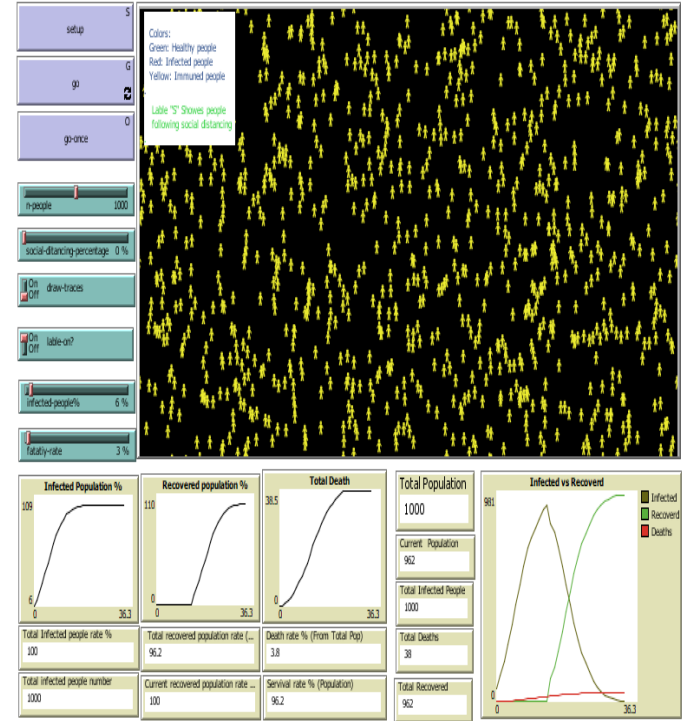 S
setup
G
go
O
go-once
n-people 1000
social-ditancing-percentage 0 %
On
Off
draw-traces
On
Off
lable-on?
infected-people% 6 %
fatatiy-rate 3 %
Colors:
Green: Healthy people
Red: Infected people
Yellow: Immuned people
Lable "S" Showes people
following social distancing
Infected Population %
109
6
0 36.3
Recovered population %
110
0
0 36.3
Total Death
38.5
0
0 36.3
Total Population
1000
Current Population
962
Total Infected People
1000
Total Deaths
38
Total Recovered
962
Infected vs Recoverd
981
0
0 36.3
Infected
Recoverd
Deaths
Total Infected people rate %
100
Total recovered population rate (...
96.2
Death rate % (From Total Pop)
3.8
Total infected people number
1000
Current recovered population rate ...
100
Servival rate % (Population)
96.2